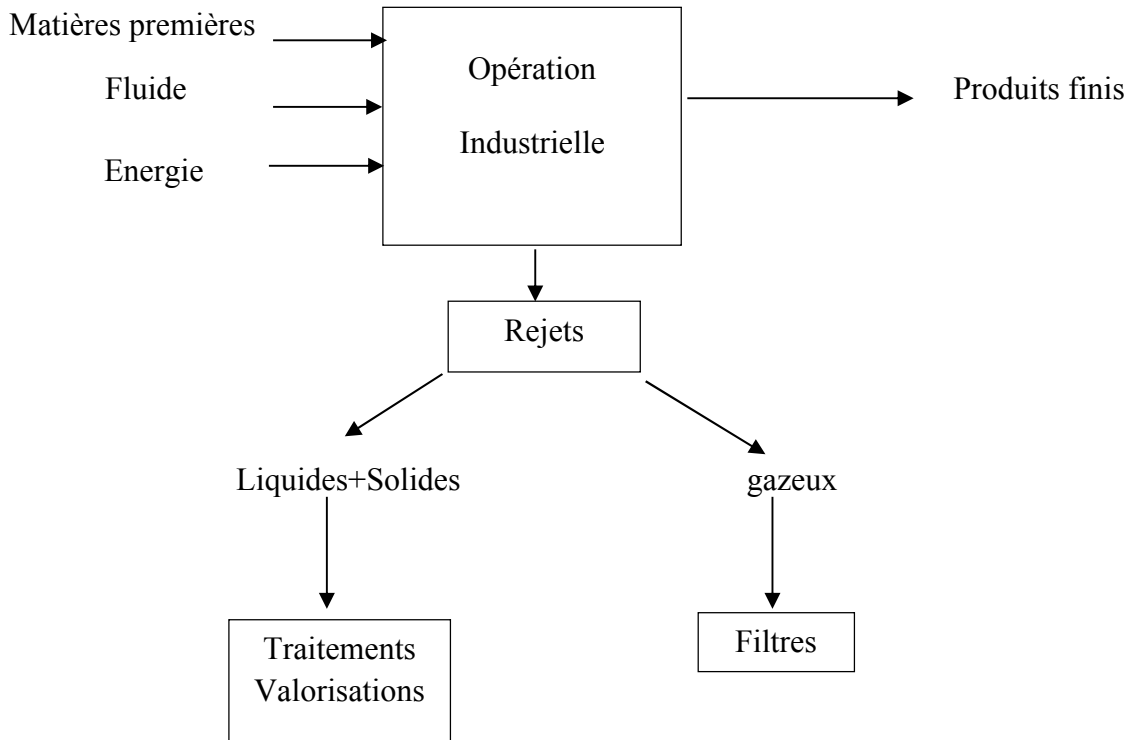 Matières premières
Fluide
Energie
Opération
Industrielle
Produits finis
Rejets
Liquides+Solides
gazeux
Traitements
Valorisations
Filtres